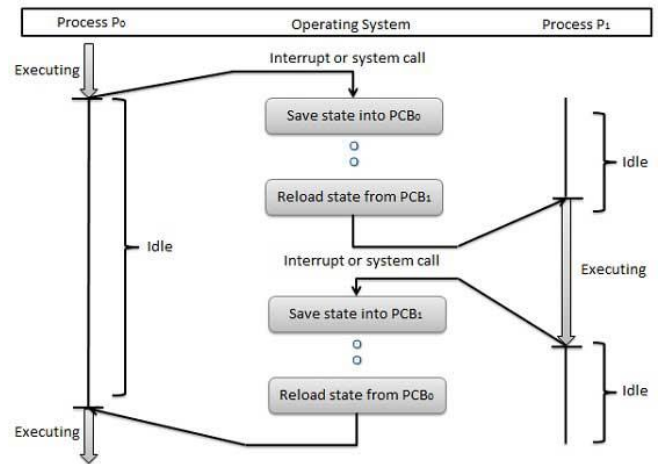 Process P₀ Operating System Process P₁
Interrupt or system call
Executing
Save state into PCB₀
Idle
Reload state from PCB₁
Idle
Interrupt or system call
Executing
Save state into PCB₁
Reload state from PCB₀
Idle
Executing